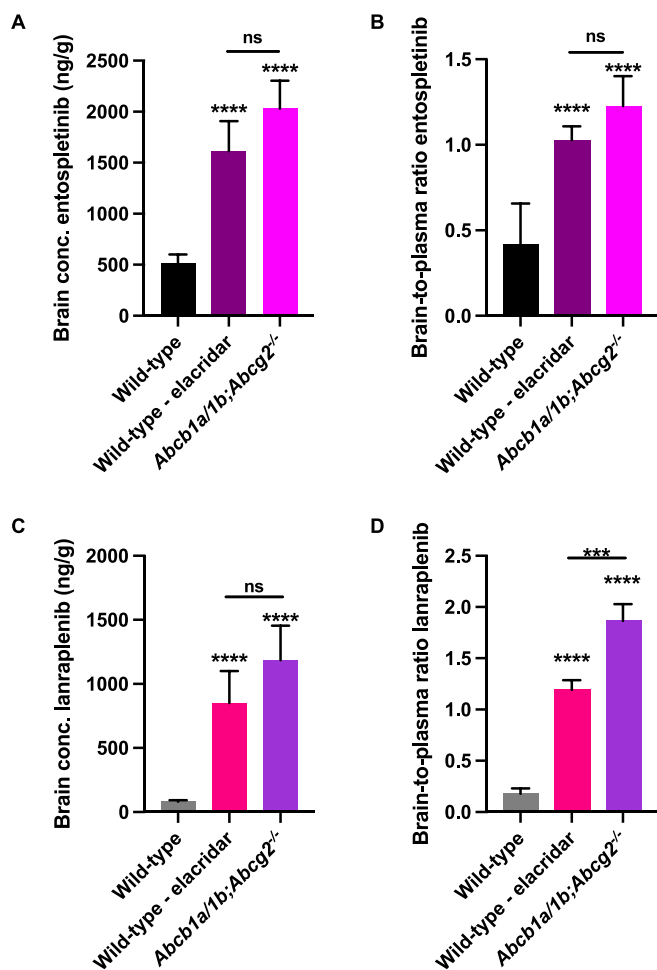 A
Brain conc. entospletinib (ng/g)
2500
2000
1500
1000
500
0
ns
****
****
Wild-type
Wild-type - elacridar
Abcb1a/1b;Abcg2-/-
B
Brain-to-plasma ratio entospletinib
1.5
1.0
0.5
0.0
ns
****
****
Wild-type
Wild-type - elacridar
Abcb1a/1b;Abcg2-/-
C
Brain conc. lanraplenib (ng/g)
2000
1500
1000
500
0
ns
****
****
Wild-type
Wild-type - elacridar
Abcb1a/1b;Abcg2-/-
D
Brain-to-plasma ratio lanraplenib
2.5
2.0
1.5
1.0
0.5
0.0
***
****
****
Wild-type
Wild-type - elacridar
Abcb1a/1b;Abcg2-/-